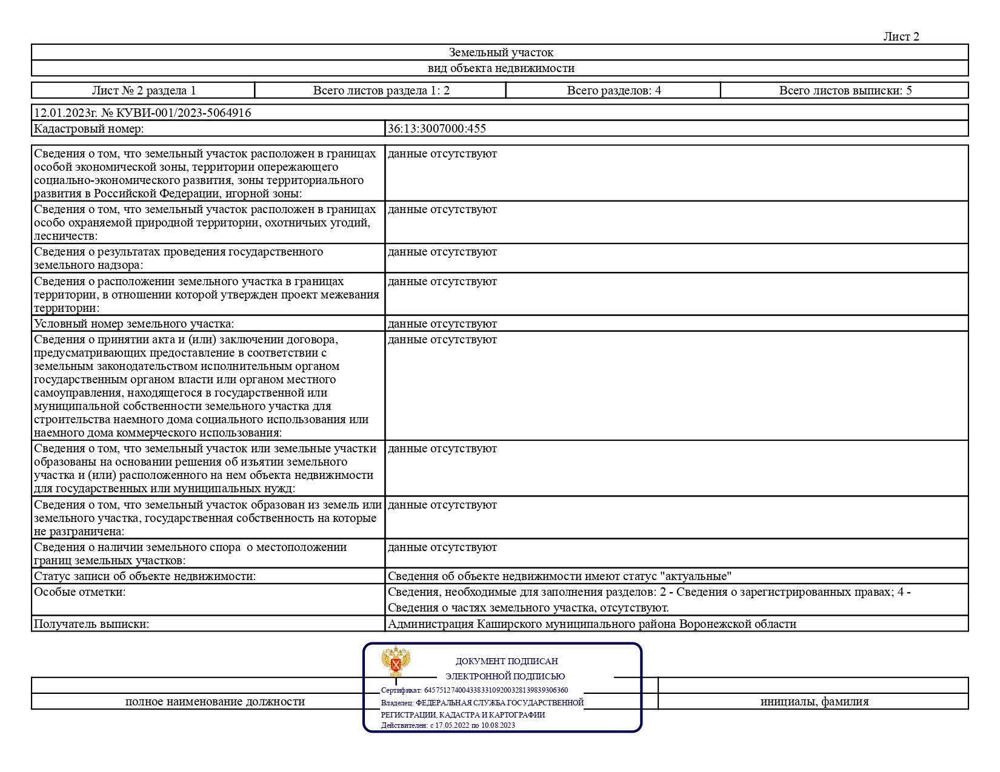 Лист 2
Земельный участок
вид объекта недвижимости
Лист № 2 раздела 1
Всего листов раздела 1: 2
Всего разделов: 4
Всего листов выписки: 5
12.01.2023г. № КУВИ-001/2023-5064916
Кадастровый номер:
36:13:3007000:455
Сведения о том, что земельный участок расположен в границах
особой экономической зоны, территории опережающего
социально-экономического развития, зоны территориального
развития в Российской Федерации, игорной зоны:
данные отсутствуют
Сведения о том, что земельный участок расположен в границах
особо охраняемой природной территории, охотничьих угодий,
лесничеств:
данные отсутствуют
Сведения о результатах проведения государственного
земельного надзора:
данные отсутствуют
Сведения о расположении земельного участка в границах
территории, в отношении которой утвержден проект межевания
территории:
данные отсутствуют
Условный номер земельного участка:
данные отсутствуют
Сведения о принятии акта и (или) заключении договора,
предусматривающих предоставление в соответствии с
земельным законодательством исполнительным органом
государственным органом власти или органом местного
самоуправления, находящегося в государственной или
муниципальной собственности земельного участка для
строительства наемного дома социального использования или
наемного дома коммерческого использования:
данные отсутствуют
Сведения о том, что земельный участок или земельные участки
образованы на основании решения об изъятии земельного
участка и (или) расположенного на нем объекта недвижимости
для государственных или муниципальных нужд:
данные отсутствуют
Сведения о том, что земельный участок образован из земель или
земельного участка, государственная собственность на которые
не разграничена:
данные отсутствуют
Сведения о наличии земельного спора  о местоположении
границ земельных участков:
данные отсутствуют
Статус записи об объекте недвижимости:
Сведения об объекте недвижимости имеют статус "актуальные"
Особые отметки:
Сведения, необходимые для заполнения разделов: 2 - Сведения о зарегистрированных правах; 4 -
Сведения о частях земельного участка, отсутствуют.
Получатель выписки:
Администрация Каширского муниципального района Воронежской области
ДОКУМЕНТ ПОДПИСАН
ЭЛЕКТРОННОЙ ПОДПИСЬЮ
Сертификат: 645751274004338331092003281398393 06360
Владелец: ФЕДЕРАЛЬНАЯ СЛУЖБА ГОСУДАРСТВЕННОЙ
РЕГИСТРАЦИИ, КАДАСТРА И КАРТОГРАФИИ
Действителен: с 17.05.2022 по 10.08.2023
полное наименование должности
инициалы, фамилия